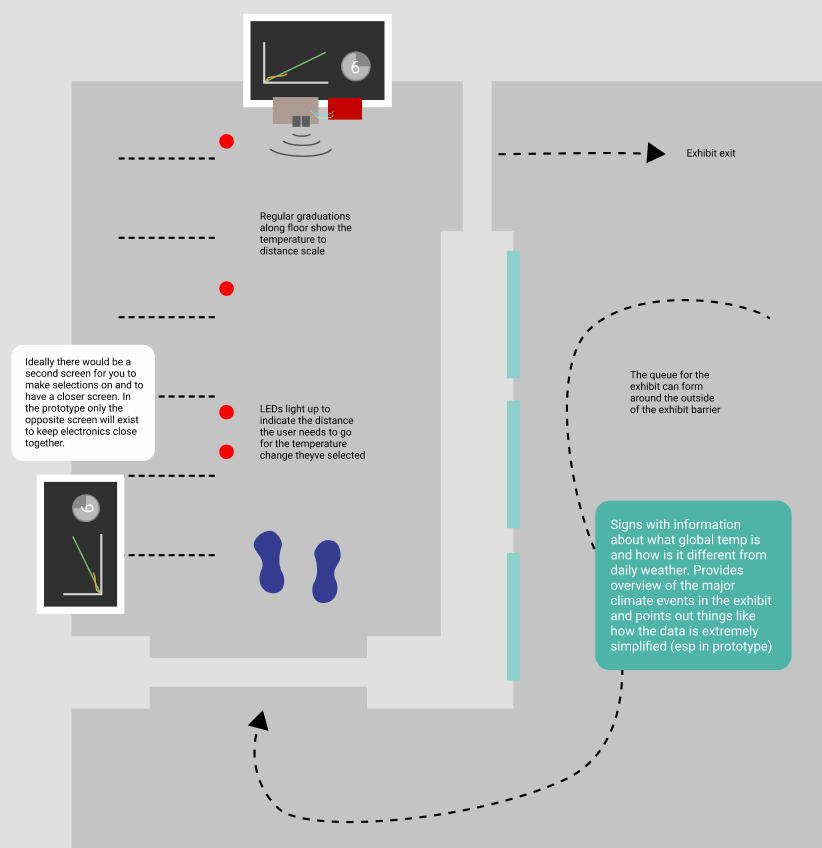 6
Exhibit exit
Regular graduations
along floor show the
temperature to
distance scale
Ideally there would be a
second screen for you to
make selections on and to
have a closer screen. In
the prototype only the
opposite screen will exist
to keep electronics close
together.
The queue for the
exhibit can form
around the outside
of the exhibit barrier
LEDs light up to
indicate the distance
the user needs to go
for the temperature
change theyve selected
6
Signs with information
about what global temp is
and how is it different from
daily weather. Provides
overview of the major
climate events in the exhibit
and points out things like
how the data is extremely
simplified (esp in prototype)